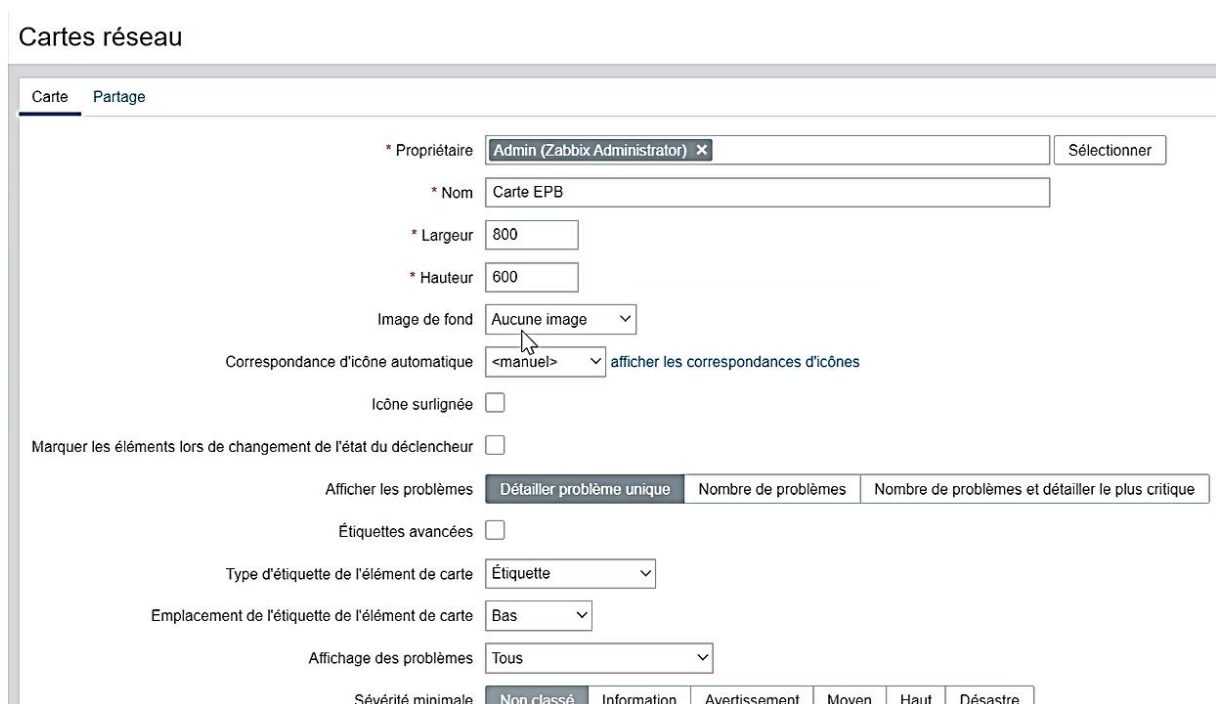 Cartes réseau
Carte Partage
* Propriétaire Admin (Zabbix Administrator) × Sélectionner
* Nom Carte EPB
* Largeur 800
* Hauteur 600
Image de fond Aucune image
Correspondance d'icône automatique <manuel> afficher les correspondances d'icônes
Icône surlignée
Marquer les éléments lors de changement de l'état du déclencheur
Afficher les problèmes Détailler problème unique Nombre de problèmes Nombre de problèmes et détailler le plus critique
Étiquettes avancées
Type d'étiquette de l'élément de carte Étiquette
Emplacement de l'étiquette de l'élément de carte Bas
Affichage des problèmes Tous
Sévérité minimale Non classé Information Avertissement Moyen Haut Désastre